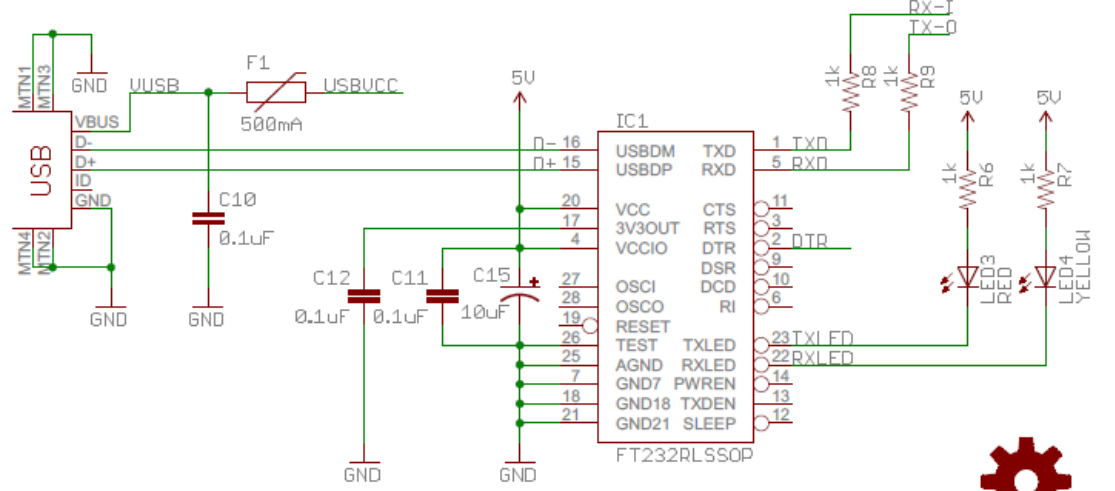 RX-I
TX-O
MTN1
MTN3
GND
VUSB
F1
500mA
USBVCC
5V
1k
R8
1k
R9
5V
5V
USB
VBUS
D-
D+
ID
GND
MTN4
MTN2
D- 16
D+ 15
IC1
USBDM TXD
USBDP RXD
1 TXD
5 RXD
1k
R6
1k
R7
C10
0.1uF
20 VCC CTS 11
17 3V3OUT RTS 3
4 VCCIO DTR 2 DTR
DSR 9
27 OSCI DCD 10
28 OSCO RI 6
19 RESET
26 TEST TXLED 23 TXLED
25 AGND RXLED 22 RXLED
7 GND7 PWREN 14
18 GND18 TXDEN 13
21 GND21 SLEEP 12
C12
0.1uF
C11
0.1uF
C15
+
10uF
LED3
RED
LED4
YELLOW
GND
GND
GND
GND
FT232RLSSOP